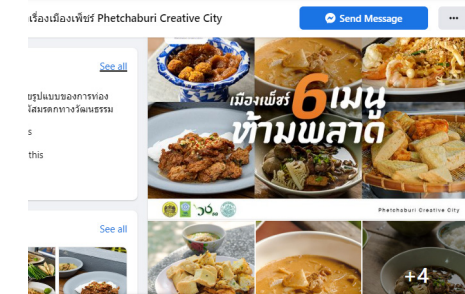 เรื่องเมืองเพ็ชร์ Phetchaburi Creative City
Send Message
See all
รูปแบบของการท่อง
มรดกทางวัฒนธรรม
s
this
See all
เมืองเพ็ชร์ 6 เมนู
ห้ามพลาด
Phetchaburi Creative City
+4